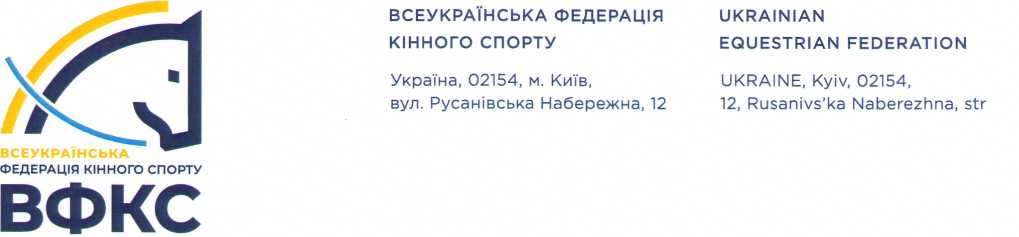 ВСЕУКРАЇНСЬКА
ФЕДЕРАЦІЯ КІННОГО СПОРТУ
ВФКС
ВСЕУКРАЇНСЬКА ФЕДЕРАЦІЯ
КІННОГО СПОРТУ
Україна, 02154, м. Київ,
вул. Русанівська Набережна, 12
UKRAINIAN
EQUESTRIAN FEDERATION
UKRAINE, Kyiv, 02154,
12, Rusanivs'ka Naberezhna, str